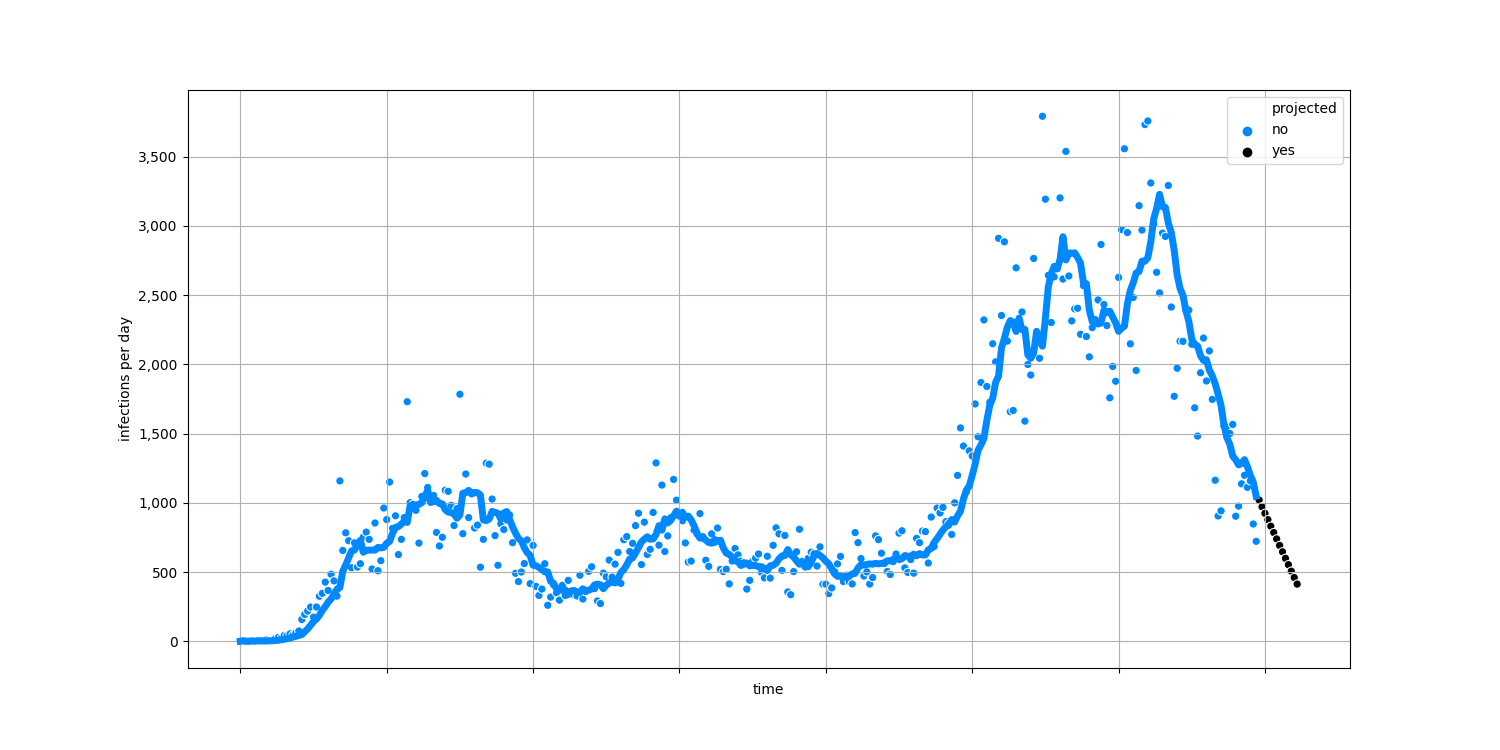 projected
no
yes
3,500
3,000
2,500
2,000
1,500
1,000
500
0
infections per day
time